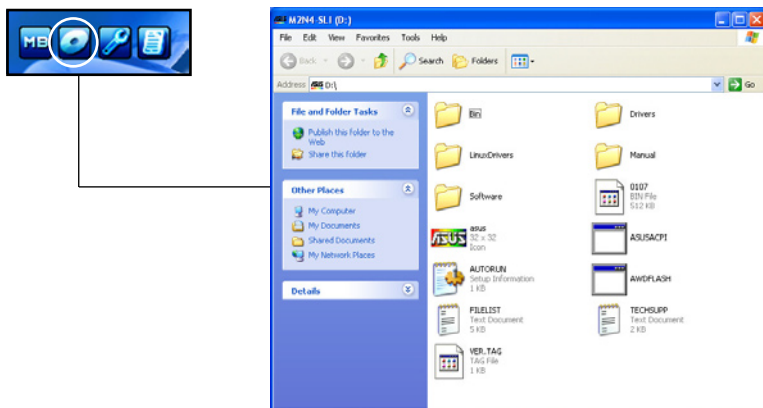 MB
M2N4-SLI (D:)
File Edit View Favorites Tools Help
Back Search Folders
Address D:\ Go
File and Folder Tasks
Publish this folder to the
Web
Share this folder
Other Places
My Computer
My Documents
Shared Documents
My Network Places
Details
Bin
Drivers
LinuxDrivers
Manual
Software
0107
BIN File
512 KB
ASUS
asus
32 x 32
Icon
ASUSACPI
AUTORUN
Setup Information
1 KB
AWDFLASH
FILELIST
Text Document
5 KB
TECHSUPP
Text Document
2 KB
VER.TAG
TAG File
1 KB